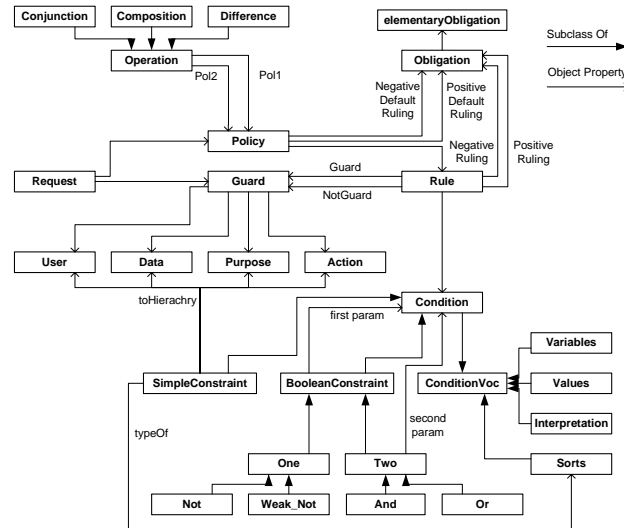 Conjunction
Composition
Difference
elementaryObligation
Subclass Of
Operation
Obligation
Object Property
Pol2
Pol1
Negative
Default
Ruling
Positive
Default
Ruling
Policy
Negative
Ruling
Positive
Ruling
Guard
Request
Guard
Rule
NotGuard
User
Data
Purpose
Action
toHierachry
Condition
first param
Variables
SimpleConstraint
BooleanConstraint
ConditionVoc
Values
second
param
Interpretation
typeOf
One
Two
Sorts
Not
Weak_Not
And
Or